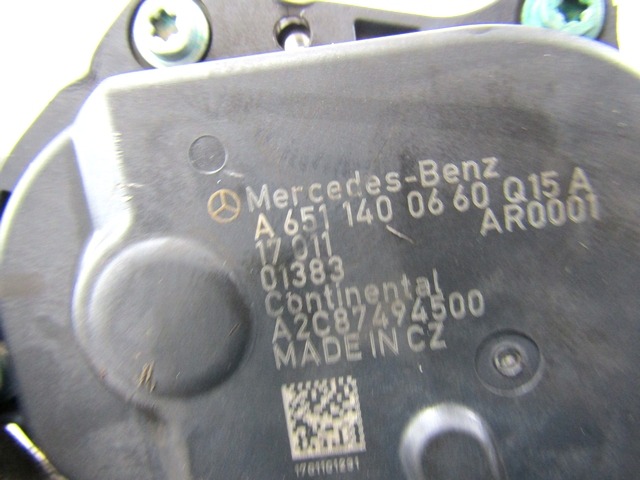 Mercedes-Benz
A 651 140 06 60 Q15 A
17 011 AR0001
01383
Continental
A2C87494500
MADE IN CZ